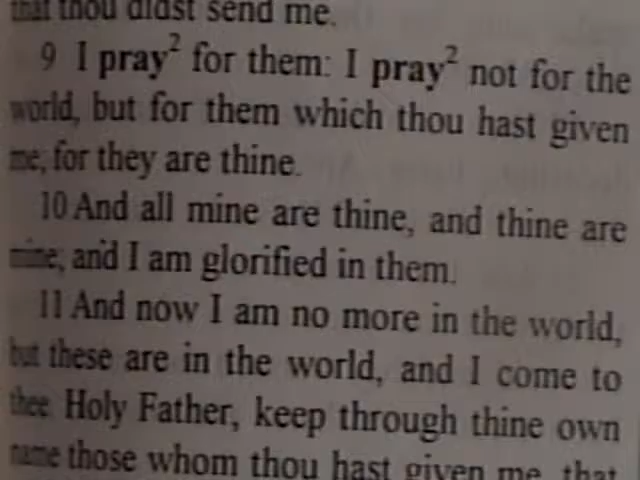 that thou didst send me.
9 I pray² for them: I pray² not for the
world, but for them which thou hast given
me; for they are thine.
10 And all mine are thine, and thine are
mine; and I am glorified in them.
11 And now I am no more in the world,
but these are in the world, and I come to
thee. Holy Father, keep through thine own
name those whom thou hast given me, that